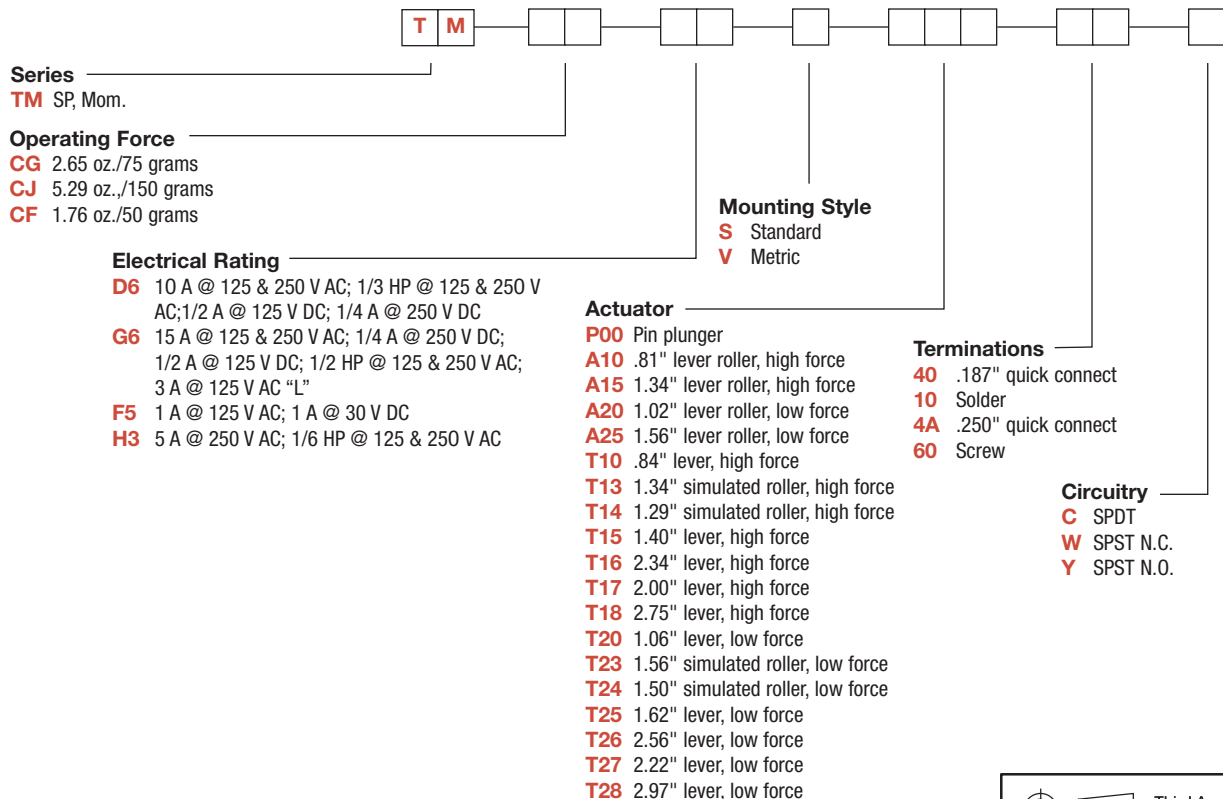 T M
Series
TM SP, Mom.
Operating Force
CG 2.65 oz./75 grams
CJ 5.29 oz.,/150 grams
CF 1.76 oz./50 grams
Electrical Rating
D6 10 A @ 125 & 250 V AC; 1/3 HP @ 125 & 250 V
AC;1/2 A @ 125 V DC; 1/4 A @ 250 V DC
G6 15 A @ 125 & 250 V AC; 1/4 A @ 250 V DC;
1/2 A @ 125 V DC; 1/2 HP @ 125 & 250 V AC;
3 A @ 125 V AC “L”
F5 1 A @ 125 V AC; 1 A @ 30 V DC
H3 5 A @ 250 V AC; 1/6 HP @ 125 & 250 V AC
Mounting Style
S Standard
V Metric
Actuator
P00 Pin plunger
A10 .81" lever roller, high force
A15 1.34" lever roller, high force
A20 1.02" lever roller, low force
A25 1.56" lever roller, low force
T10 .84" lever, high force
T13 1.34" simulated roller, high force
T14 1.29" simulated roller, high force
T15 1.40" lever, high force
T16 2.34" lever, high force
T17 2.00" lever, high force
T18 2.75" lever, high force
T20 1.06" lever, low force
T23 1.56" simulated roller, low force
T24 1.50" simulated roller, low force
T25 1.62" lever, low force
T26 2.56" lever, low force
T27 2.22" lever, low force
T28 2.97" lever, low force
Terminations
40 .187" quick connect
10 Solder
4A .250" quick connect
60 Screw
Circuitry
C SPDT
W SPST N.C.
Y SPST N.O.